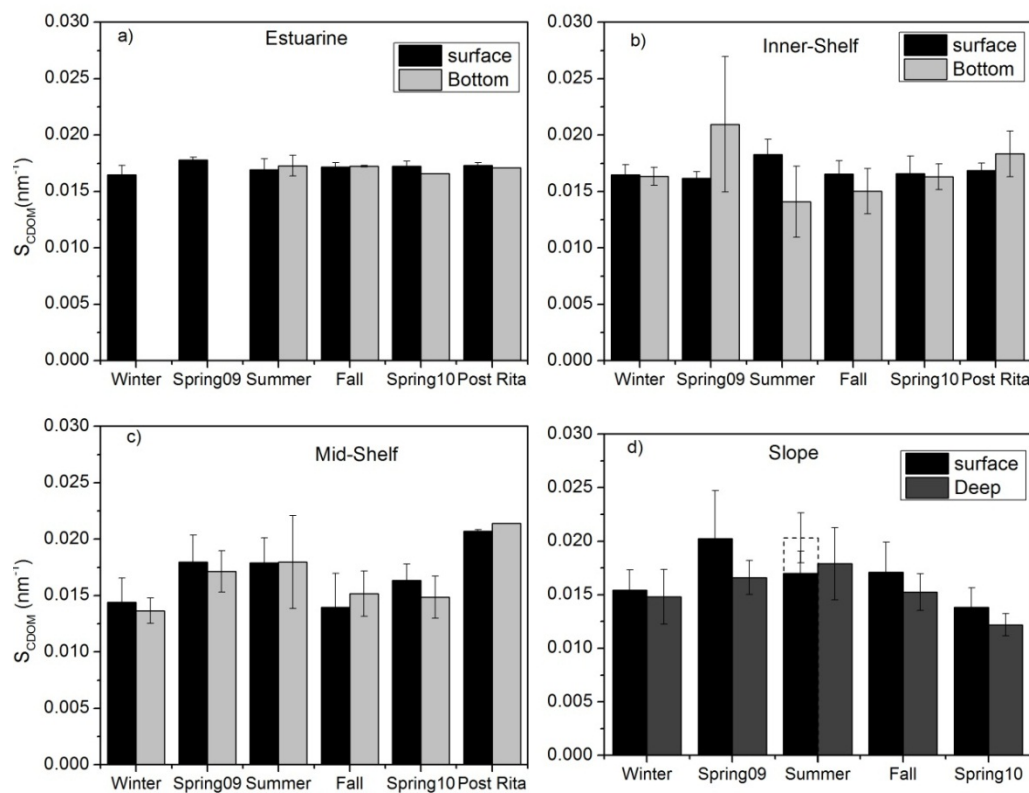 a) Estuarine
surface
Bottom
0.030
0.025
0.020
0.015
0.010
0.005
0.000
S_CDOM(nm⁻¹)
Winter Spring09 Summer Fall Spring10 Post Rita
b) Inner-Shelf
surface
Bottom
0.030
0.025
0.020
0.015
0.010
0.005
0.000
Winter Spring09 Summer Fall Spring10 Post Rita
c) Mid-Shelf
0.030
0.025
0.020
0.015
0.010
0.005
0.000
S_CDOM (nm⁻¹)
Winter Spring09 Summer Fall Spring10 Post Rita
d) Slope
surface
Deep
0.030
0.025
0.020
0.015
0.010
0.005
0.000
Winter Spring09 Summer Fall Spring10